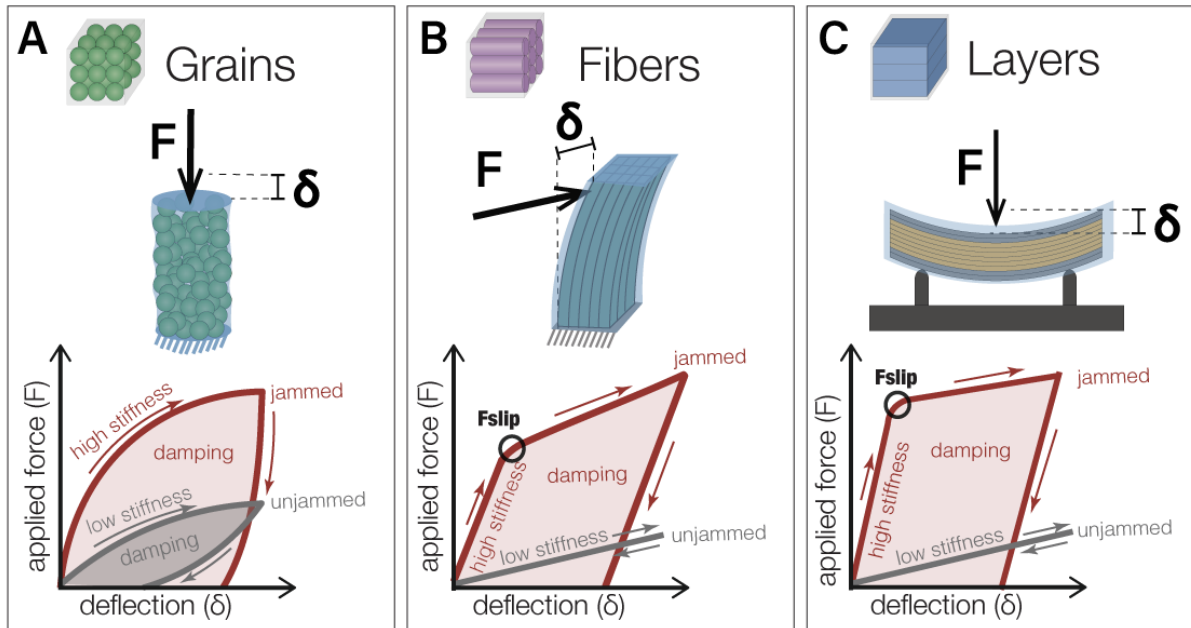 A
Grains
F
δ
applied force (F)
high stiffness
jammed
damping
low stiffness
unjammed
damping
deflection (δ)
B
Fibers
δ
F
applied force (F)
jammed
Fslip
high stiffness
damping
low stiffness
unjammed
deflection (δ)
C
Layers
F
δ
applied force (F)
Fslip
jammed
high stiffness
damping
low stiffness
unjammed
deflection (δ)